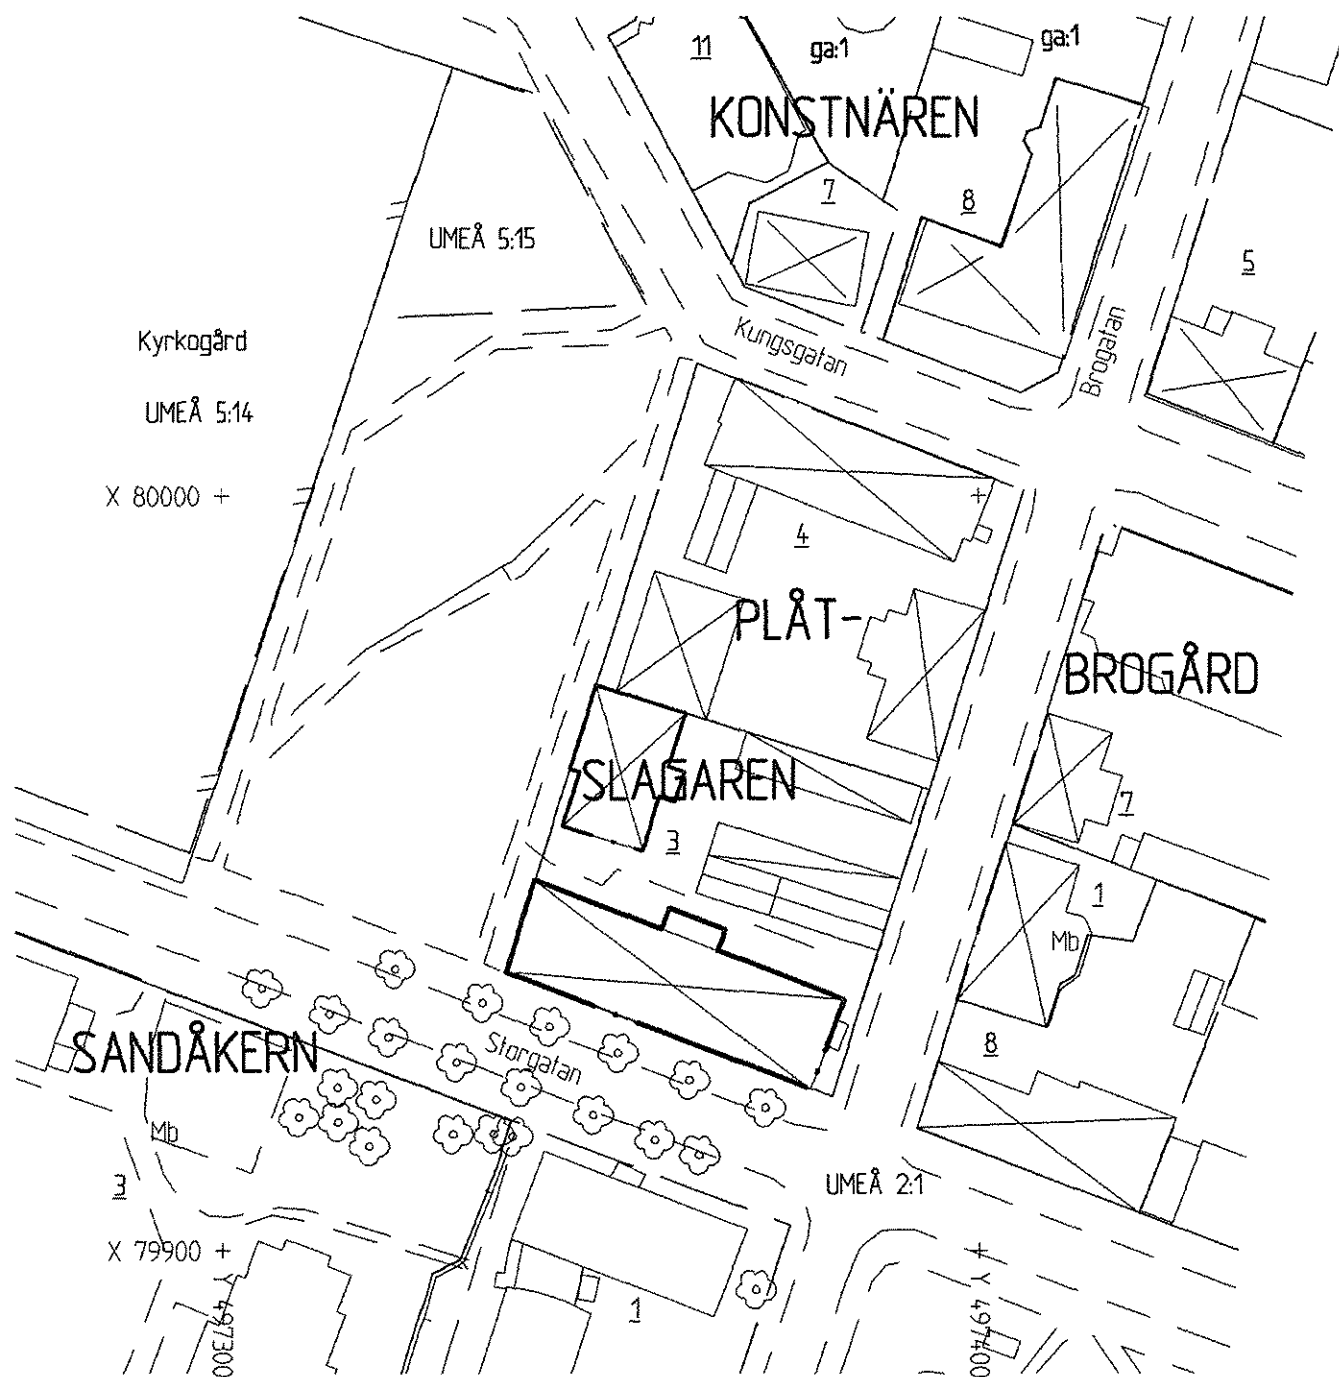 11
ga:1
ga:1
KONSTNÄREN
7
8
UMEÅ 5:15
5
Kyrkogård
Kungsgatan
Brogatan
UMEÅ 5:14
X 80000
4
PLÅT-
BROGÅRD
SLAGAREN
7
3
1
Mb
SANDÅKERN
Storgatan
8
Mb
3
UMEÅ 2:1
X 79900
Y 497300
1
Y 497400